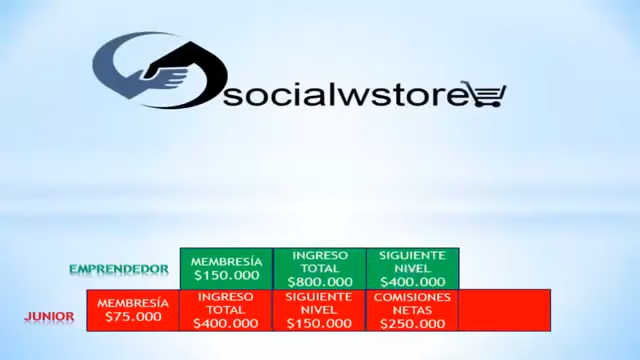 socialwstore
EMPRENDEDOR
MEMBRESÍA
$150.000
INGRESO
TOTAL
$800.000
SIGUIENTE
NIVEL
$400.000
JUNIOR
MEMBRESÍA
$75.000
INGRESO
TOTAL
$400.000
SIGUIENTE
NIVEL
$150.000
COMISIONES
NETAS
$250.000